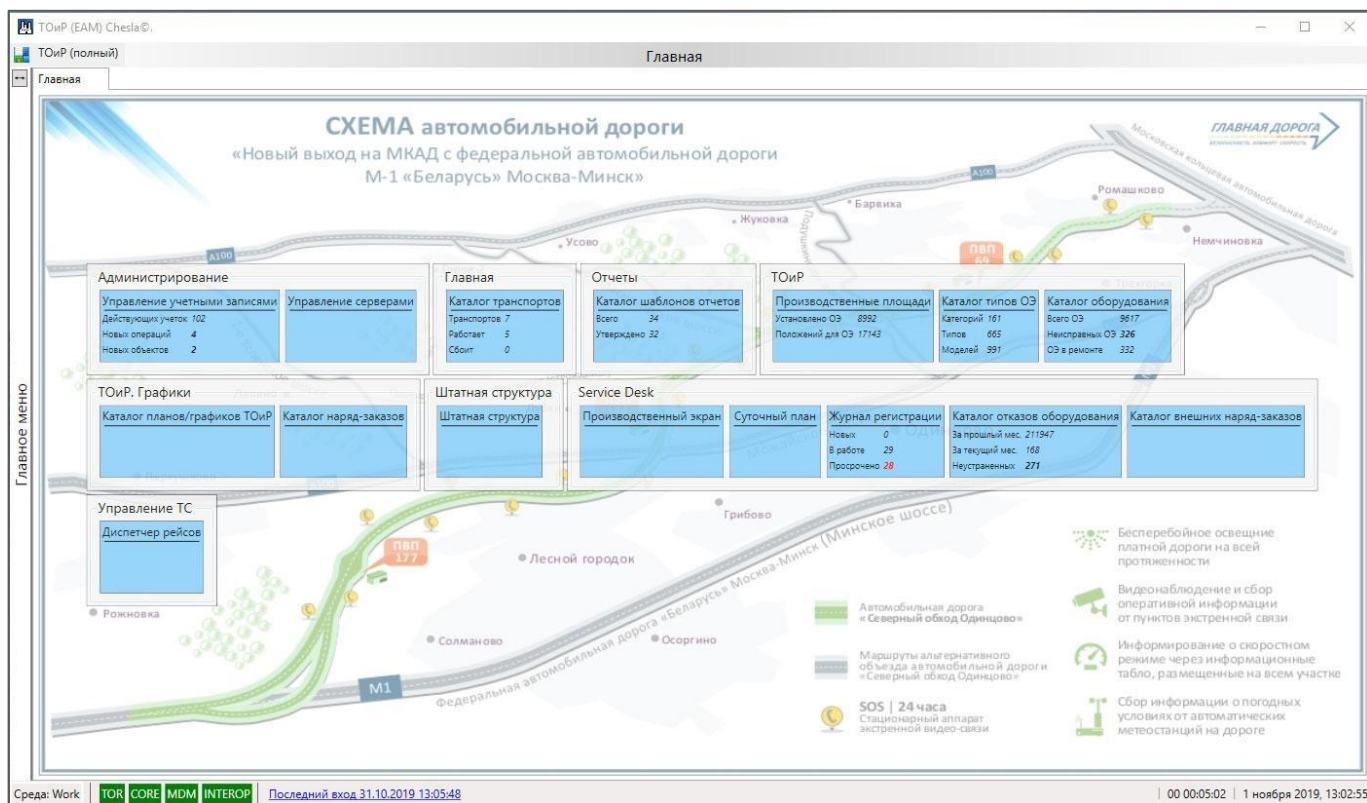 ТОиР (EAM) Chesla©.
ТОиР (полный)
Главная
Главная
Главное меню
СХЕМА автомобильной дороги
«Новый выход на МКАД с федеральной автомобильной дороги
М-1 «Беларусь» Москва-Минск»
ГЛАВНАЯ ДОРОГА
БЕЗОПАСНОСТЬ КОМФОРТ СКОРОСТЬ
Московская кольцевая автомобильная дорога
А100
Ромашково
Барвиха
Жуковка
Усово
А100
Немчиновка
ПВП
69
Трехгорка
Администрирование
Управление учетными записями
Действующих учеток 102
Новых операций 4
Новых объектов 2
Управление серверами
Главная
Каталог транспортов
Транспортов 7
Работает 5
Сбоит 0
Отчеты
Каталог шаблонов отчетов
Всего 34
Утверждено 32
ТОиР
Производственные площади
Установлено ОЭ 8992
Положений для ОЭ 17143
Каталог типов ОЭ
Категорий 161
Типов 665
Моделей 991
Каталог оборудования
Всего ОЭ 9617
Неисправных ОЭ 326
ОЭ в ремонте 332
ТОиР. Графики
Каталог планов/графиков ТОиР
Каталог наряд-заказов
Штатная структура
Штатная структура
Service Desk
Производственный экран
Суточный план
Журнал регистрации
Новых 0
В работе 29
Просрочено 28
Каталог отказов оборудования
За прошлый мес. 211947
За текущий мес. 168
Неустраненных 271
Каталог внешних наряд-заказов
Управление ТС
Диспетчер рейсов
ПВП
177
Грибово
Лесной городок
Рожновка
Солманово
Осоргино
М1
Федеральная автомобильная дорога «Беларусь» Москва-Минск (Минское шоссе)
Автомобильная дорога
«Северный обход Одинцово»
Маршруты альтернативного
объезда автомобильной дороги
«Северный обход Одинцово»
SOS | 24 часа
Стационарный аппарат
экстренной видео-связи
Бесперебойное освещние
платной дороги на всей
протяженности
Видеонаблюдение и сбор
оперативной информации
от пунктов экстренной связи
Информирование о скоростном
режиме через информационные
табло, размещенные на всем участке
Сбор информации о погодных
условиях от автоматических
метеостанций на дороге
Среда: Work
TOR CORE MDM INTEROP
Последний вход 31.10.2019 13:05:48
00 00:05:02
1 ноября 2019, 13:02:55